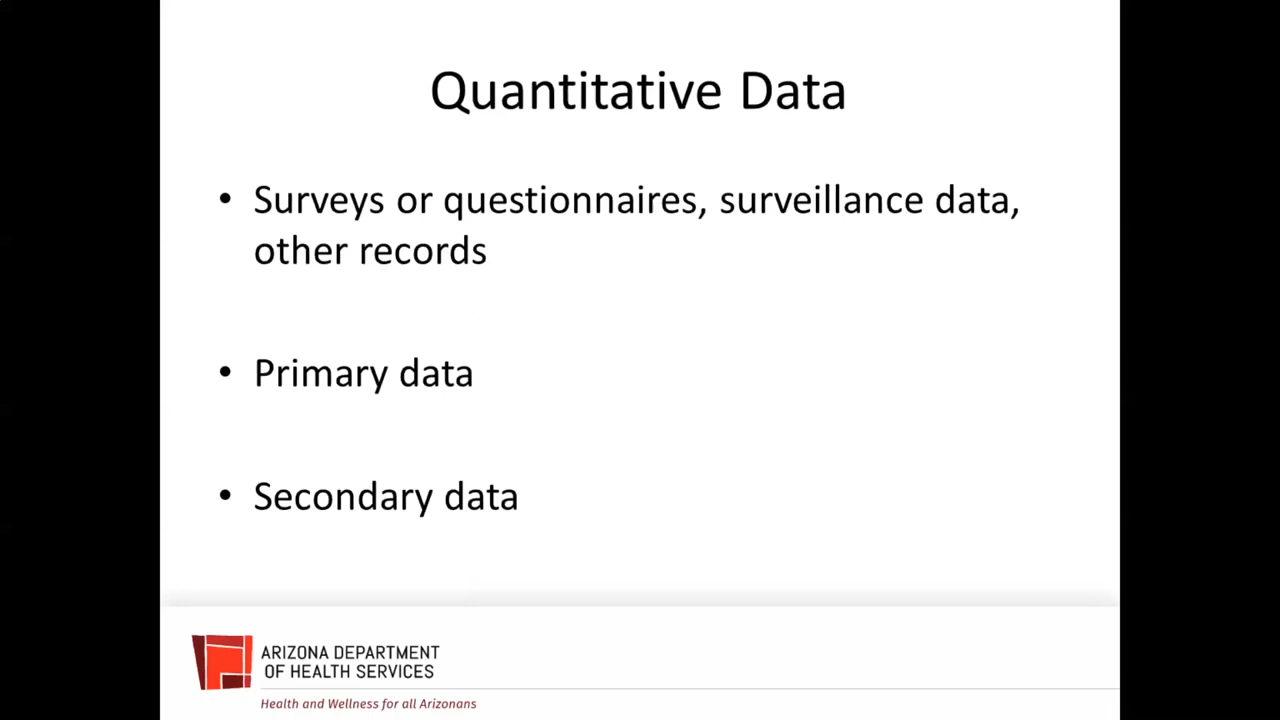 Quantitative Data
• Surveys or questionnaires, surveillance data,
other records
• Primary data
• Secondary data
ARIZONA DEPARTMENT
OF HEALTH SERVICES
Health and Wellness for all Arizonans